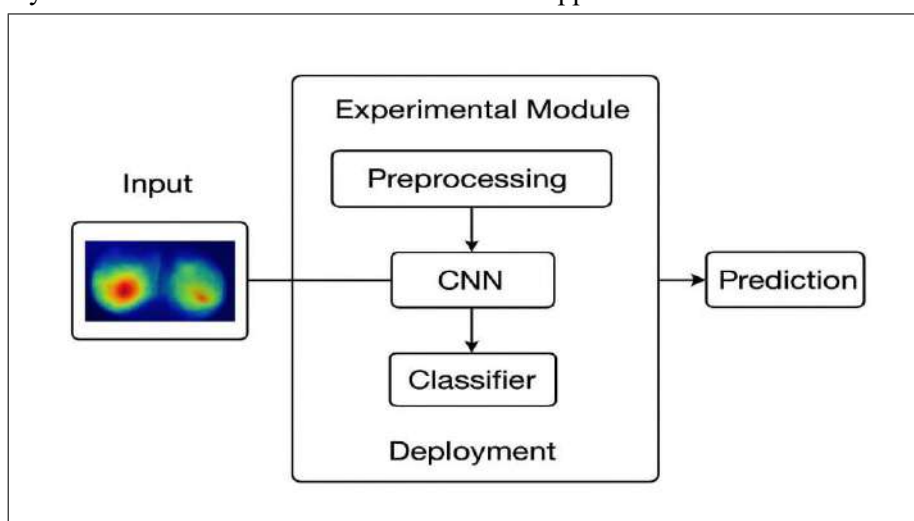 Experimental Module
Preprocessing
Input
CNN
Prediction
Classifier
Deployment